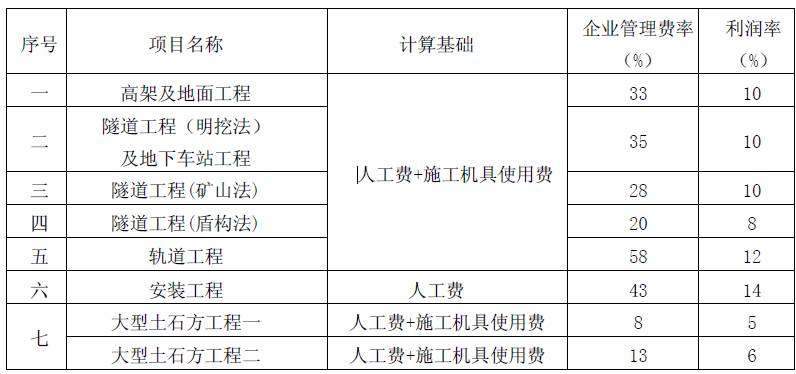 序号 项目名称 计算基础 企业管理费率（%） 利润率（%）
一 高架及地面工程 人工费+施工机具使用费 33 10
二 隧道工程（明挖法）及地下车站工程 35 10
三 隧道工程(矿山法) 28 10
四 隧道工程(盾构法) 20 8
五 轨道工程 58 12
六 安装工程 人工费 43 14
七 大型土石方工程一 人工费+施工机具使用费 8 5
大型土石方工程二 人工费+施工机具使用费 13 6